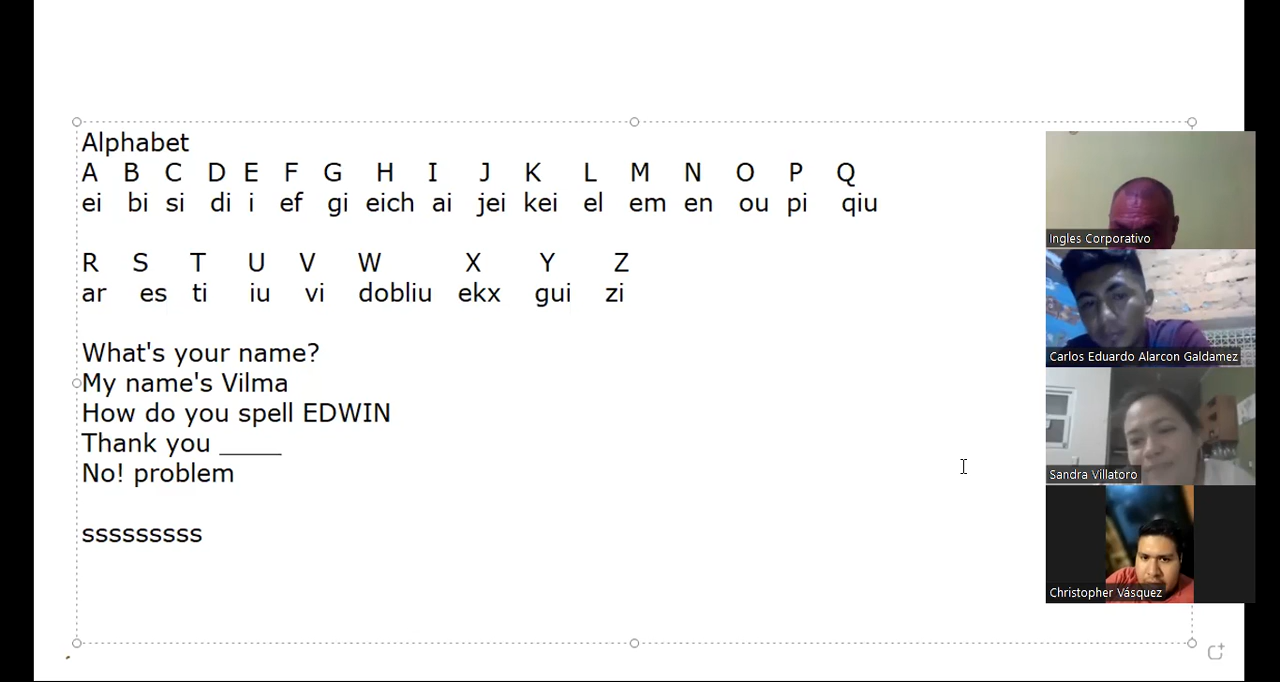 Alphabet
A B C D E F G H I J K L M N O P Q
ei bi si di i ef gi eich ai jei kei el em en ou pi qiu
R S T U V W X Y Z
ar es ti iu vi dobliu ekx gui zi
What's your name?
My name's Vilma
How do you spell EDWIN
Thank you _____
No! problem
sssssssss
Ingles Corporativo
Carlos Eduardo Alarcon Galdamez
Sandra Villatoro
Christopher Vásquez